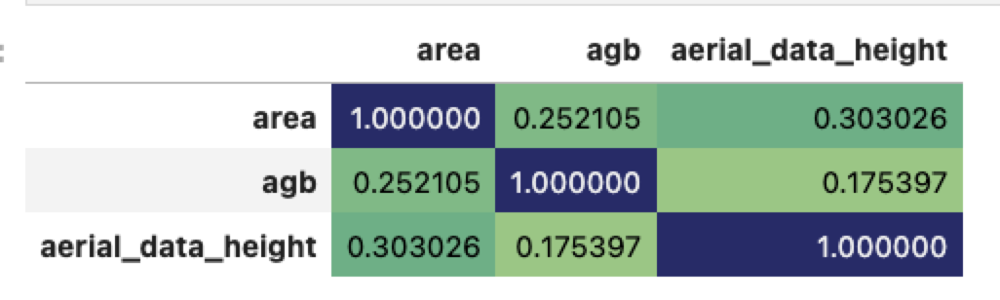 :
area agb aerial_data_height
area 1.000000 0.252105 0.303026
agb 0.252105 1.000000 0.175397
aerial_data_height 0.303026 0.175397 1.000000